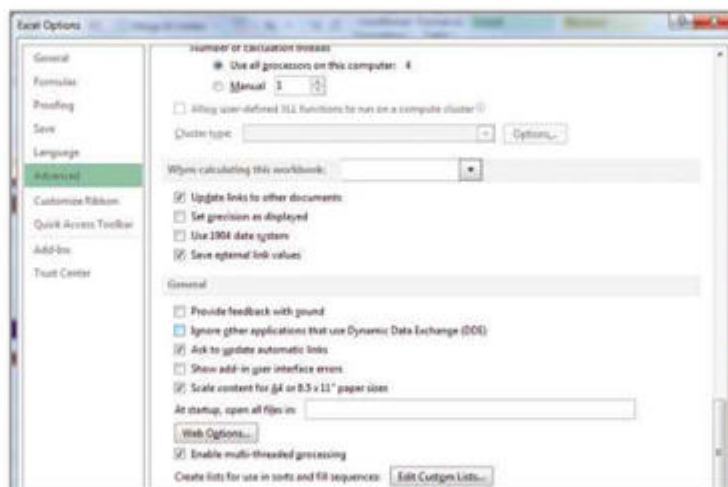 Excel Options
General
Formulas
Proofing
Save
Language
Advanced
Customize Ribbon
Quick Access Toolbar
Add-Ins
Trust Center
Number of calculation threads
Use all processors on this computer: 4
Manual 1
Allow user-defined XLL functions to run on a compute cluster
Cluster type: Options...
When calculating this workbook:
Update links to other documents
Set precision as displayed
Use 1904 date system
Save external link values
General
Provide feedback with sound
Ignore other applications that use Dynamic Data Exchange (DDE)
Ask to update automatic links
Show add-in user interface errors
Scale content for A4 or 8.5 x 11" paper sizes
At startup, open all files in:
Web Options...
Enable multi-threaded processing
Create lists for use in sorts and fill sequences: Edit Custom Lists...